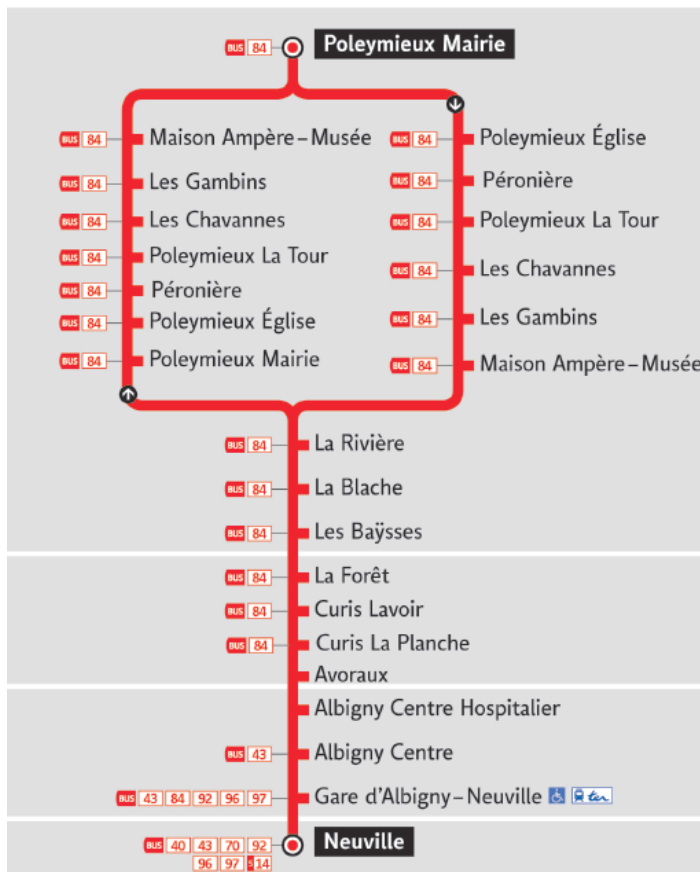 BUS 84 Poleymieux Mairie
BUS 84 Maison Ampère–Musée
BUS 84 Les Gambins
BUS 84 Les Chavannes
BUS 84 Poleymieux La Tour
BUS 84 Péronière
BUS 84 Poleymieux Église
BUS 84 Poleymieux Mairie
BUS 84 Poleymieux Église
BUS 84 Péronière
BUS 84 Poleymieux La Tour
BUS 84 Les Chavannes
BUS 84 Les Gambins
BUS 84 Maison Ampère–Musée
BUS 84 La Rivière
BUS 84 La Blache
BUS 84 Les Baÿsses
BUS 84 La Forêt
BUS 84 Curis Lavoir
BUS 84 Curis La Planche
Avoraux
Albigny Centre Hospitalier
BUS 43 Albigny Centre
BUS 43 84 92 96 97 Gare d'Albigny–Neuville ter
BUS 40 43 70 92 Neuville
96 97 S14